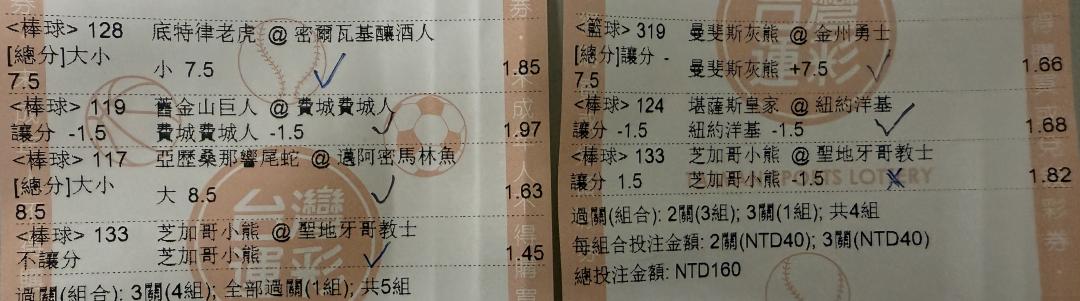 <棒球> 128 底特律老虎 @ 密爾瓦基釀酒人
[總分]大小
7.5 小 7.5 1.85
<棒球> 119 舊金山巨人 @ 費城費城人
讓分 -1.5 費城費城人 -1.5 1.97
<棒球> 117 亞歷桑那響尾蛇 @ 邁阿密馬林魚
[總分]大小
8.5 大 8.5 1.63
<棒球> 133 芝加哥小熊 @ 聖地牙哥教士
不讓分 芝加哥小熊 1.45
過關(組合): 3關(4組); 全部過關(1組); 共5組
台灣
運彩
<籃球> 319 曼斐斯灰熊 @ 金州勇士
[總分]讓分 -
7.5 曼斐斯灰熊 +7.5 1.66
<棒球> 124 堪薩斯皇家 @ 紐約洋基
讓分 -1.5 紐約洋基 -1.5 1.68
<棒球> 133 芝加哥小熊 @ 聖地牙哥教士
讓分 1.5 芝加哥小熊 -1.5 1.82
過關(組合): 2關(3組); 3關(1組); 共4組
每組合投注金額: 2關(NTD40); 3關(NTD40)
總投注金額: NTD160